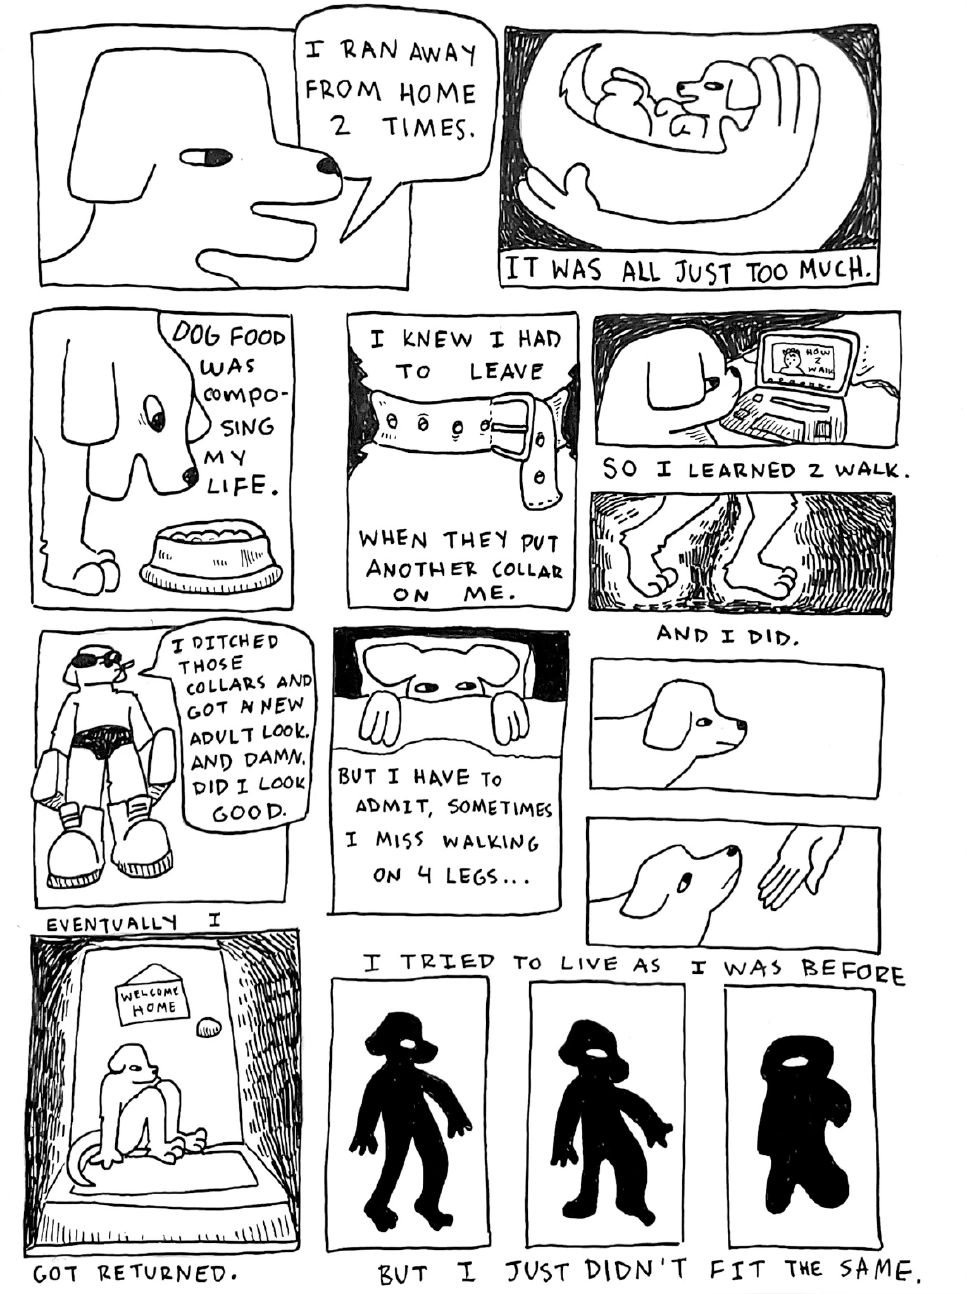 I RAN AWAY
FROM HOME
2 TIMES.
IT WAS ALL JUST TOO MUCH.
DOG FOOD
WAS
COMPO-
SING
MY
LIFE.
I KNEW I HAD
TO LEAVE
WHEN THEY PUT
ANOTHER COLLAR
ON ME.
HOW
2
WALK
SO I LEARNED 2 WALK.
AND I DID.
I DITCHED
THOSE
COLLARS AND
GOT A NEW
ADULT LOOK.
AND DAMN,
DID I LOOK
GOOD.
BUT I HAVE TO
ADMIT, SOMETIMES
I MISS WALKING
ON 4 LEGS...
EVENTUALLY I
WELCOME
HOME
GOT RETURNED.
I TRIED TO LIVE AS I WAS BEFORE
BUT I JUST DIDN'T FIT THE SAME.